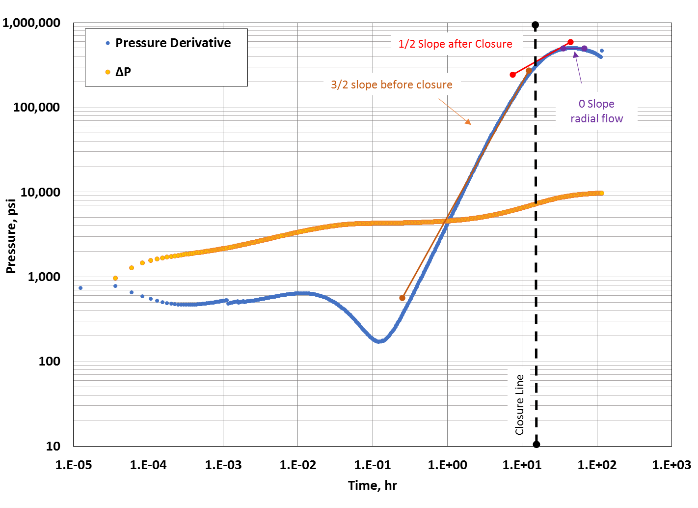 1,000,000
100,000
10,000
1,000
100
10
Pressure, psi
Pressure Derivative
ΔP
1/2 Slope after Closure
3/2 slope before closure
0 Slope
radial flow
Closure Line
1.E-05 1.E-04 1.E-03 1.E-02 1.E-01 1.E+00 1.E+01 1.E+02 1.E+03
Time, hr